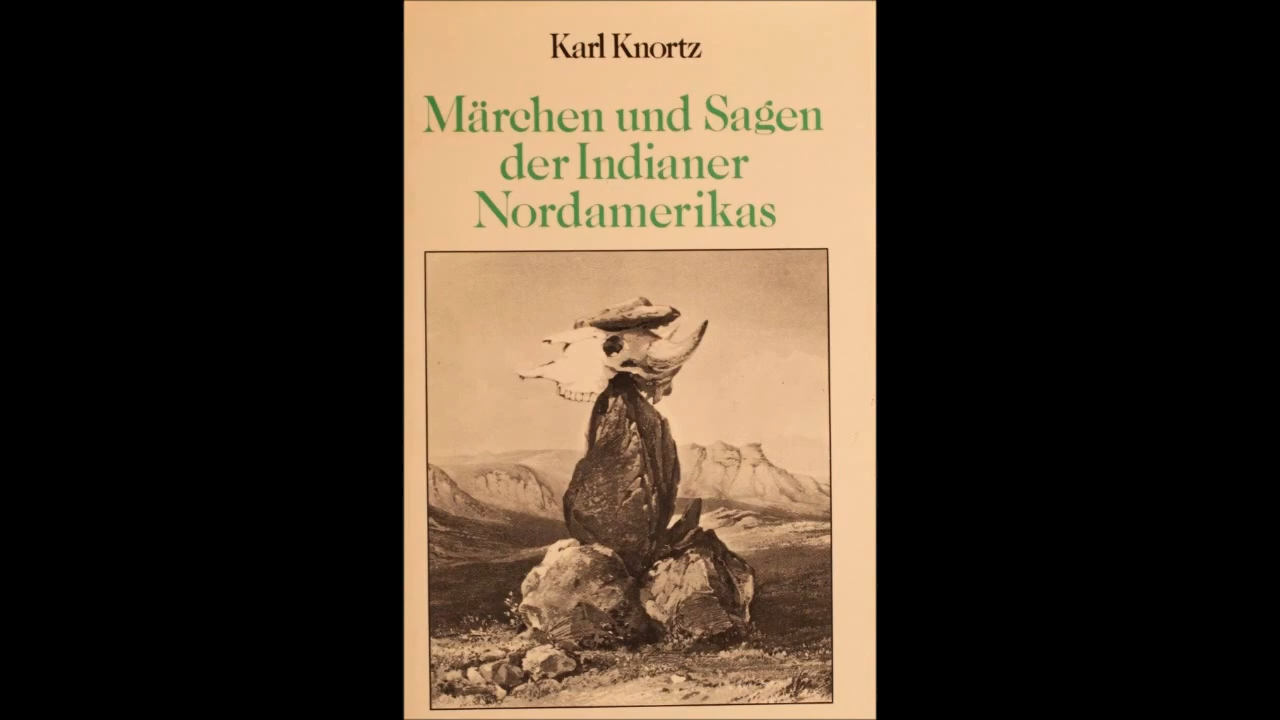 Karl Knortz
Märchen und Sagen
der Indianer
Nordamerikas